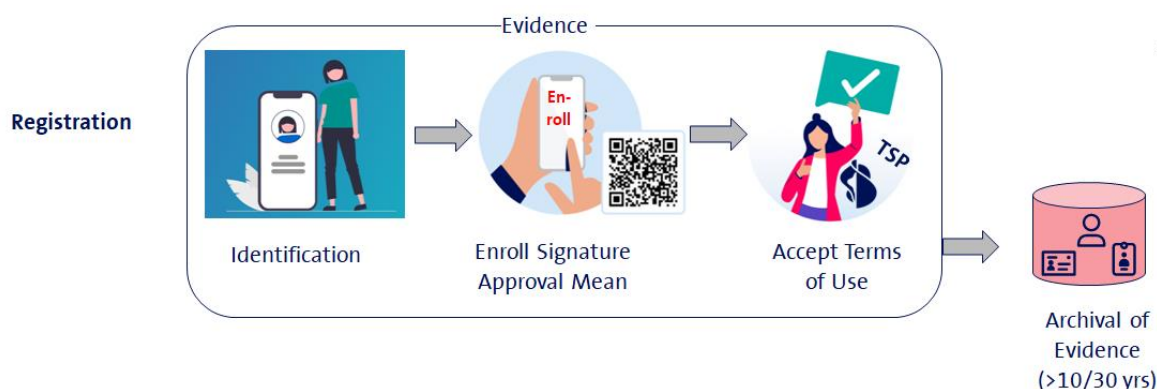 Evidence
Registration
En-
roll
TSP
Identification
Enroll Signature
Approval Mean
Accept Terms
of Use
Archival of
Evidence
(>10/30 yrs)